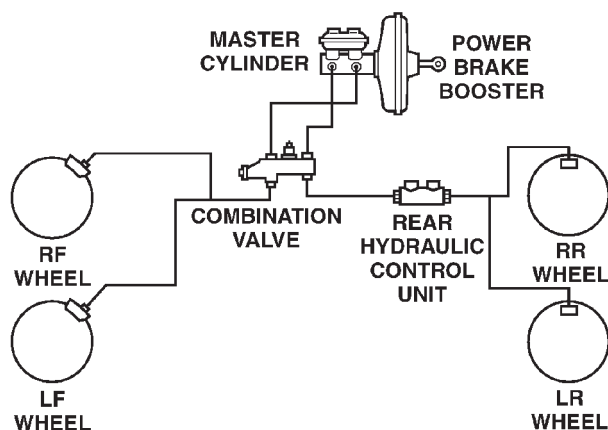 MASTER
CYLINDER
POWER
BRAKE
BOOSTER
COMBINATION
VALVE
REAR
HYDRAULIC
CONTROL
UNIT
RF
WHEEL
RR
WHEEL
LF
WHEEL
LR
WHEEL